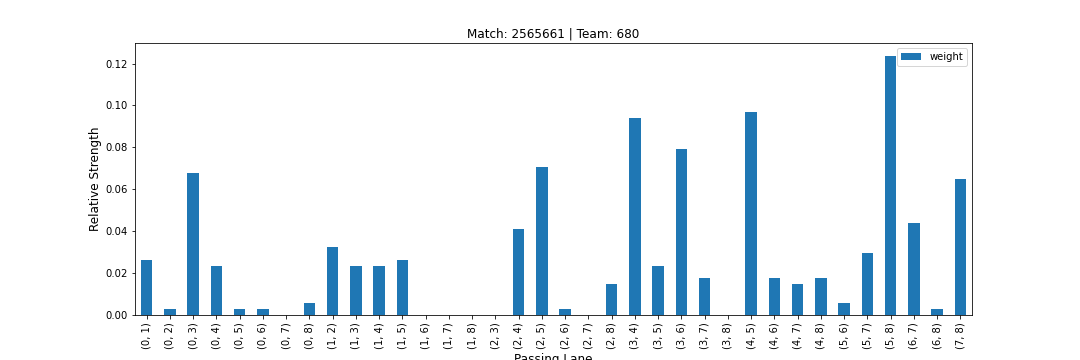 Match: 2565661 | Team: 680
weight
Relative Strength
0.12
0.10
0.08
0.06
0.04
0.02
0.00
(0, 1) (0, 2) (0, 3) (0, 4) (0, 5) (0, 6) (0, 7) (0, 8) (1, 2) (1, 3) (1, 4) (1, 5) (1, 6) (1, 7) (1, 8) (2, 3) (2, 4) (2, 5) (2, 6) (2, 7) (2, 8) (3, 4) (3, 5) (3, 6) (3, 7) (3, 8) (4, 5) (4, 6) (4, 7) (4, 8) (5, 6) (5, 7) (5, 8) (6, 7) (6, 8) (7, 8)
Passing Lane